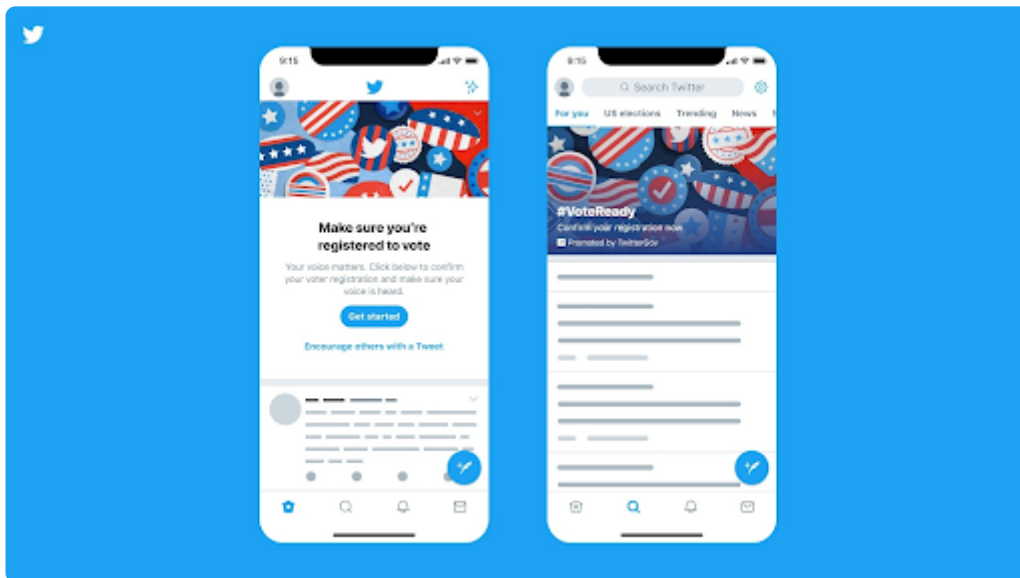 9:15
Make sure you're
registered to vote
Your voice matters. Click below to confirm
your voter registration and make sure your
voice is heard.
Get started
Encourage others with a Tweet
9:15
Search Twitter
For you US elections Trending News
#VoteReady
Confirm your registration now
Promoted by TwitterGov